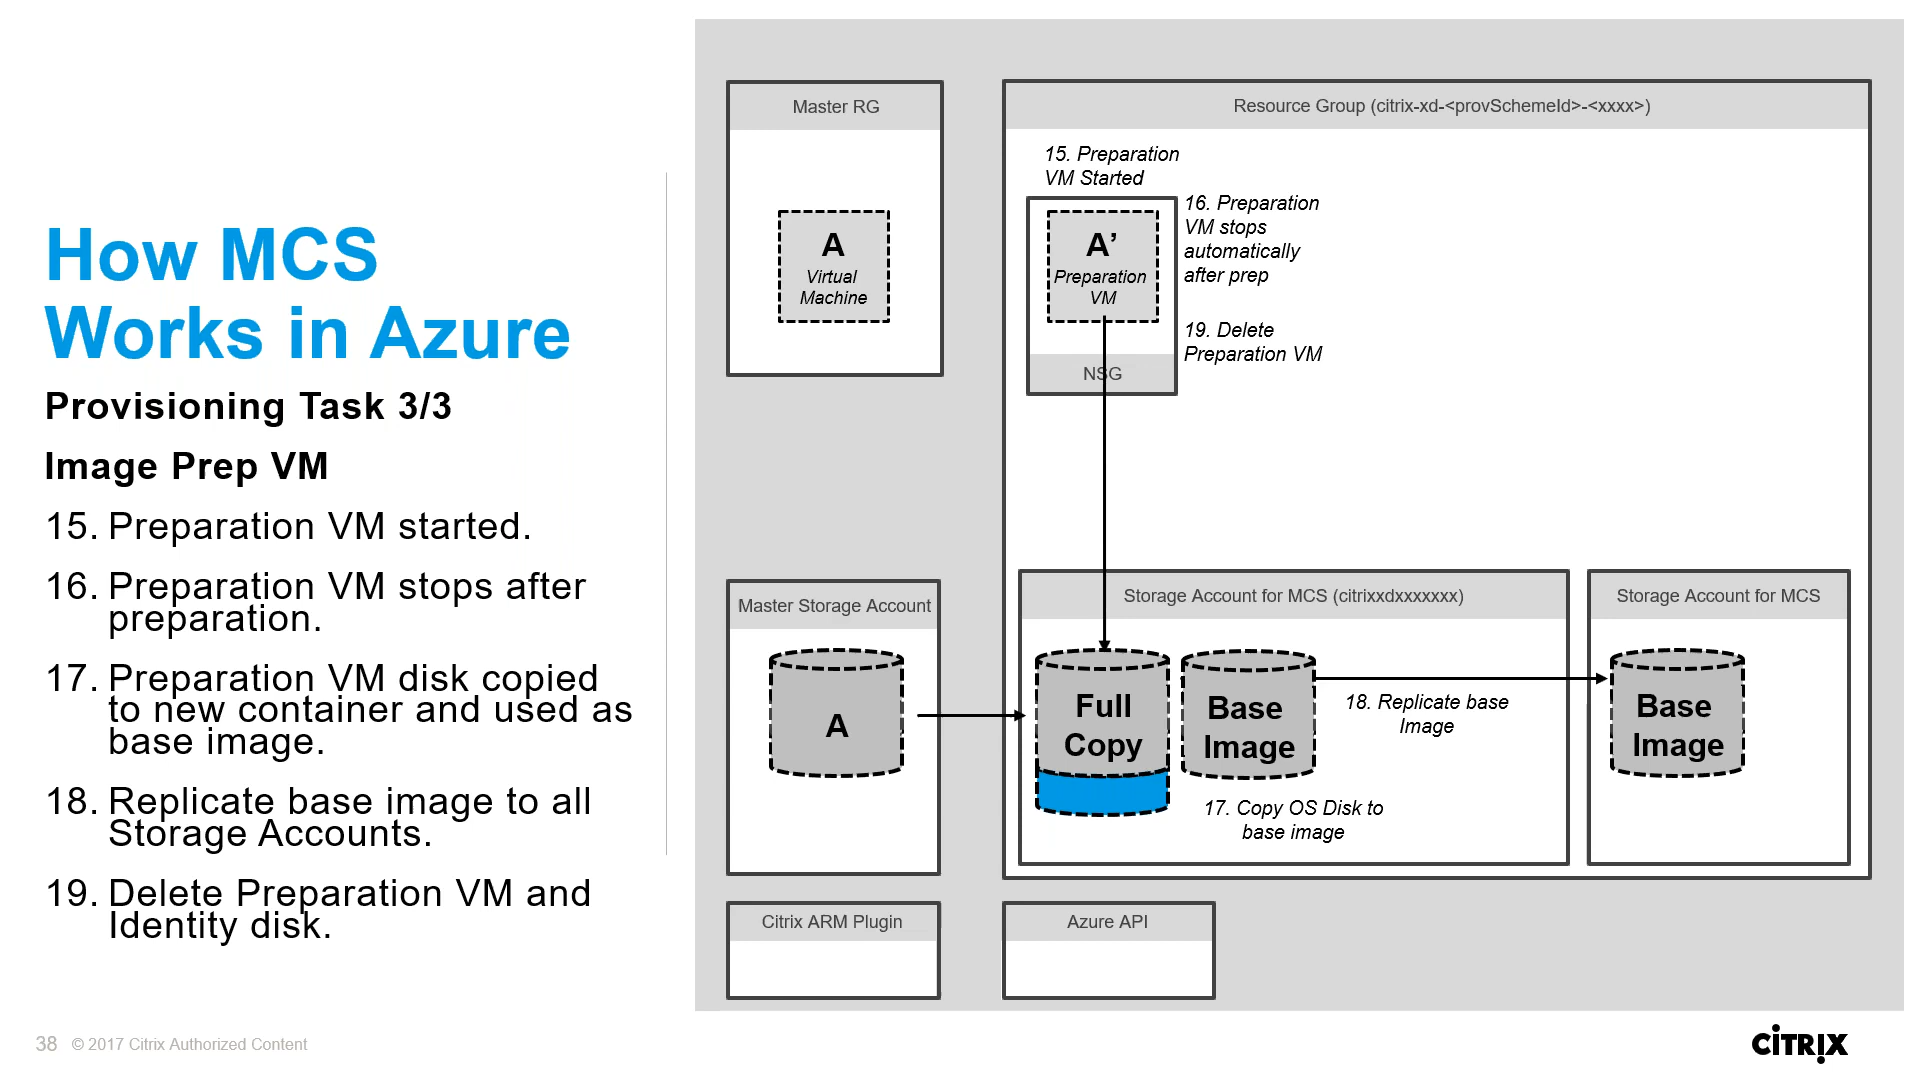 How MCS
Works in Azure
Provisioning Task 3/3
Image Prep VM
15. Preparation VM started.
16. Preparation VM stops after
preparation.
17. Preparation VM disk copied
to new container and used as
base image.
18. Replicate base image to all
Storage Accounts.
19. Delete Preparation VM and
Identity disk.
Master RG
A
Virtual
Machine
Resource Group (citrix-xd-<provSchemeId>-<xxxx>)
15. Preparation
VM Started
A’
Preparation
VM
NSG
16. Preparation
VM stops
automatically
after prep
19. Delete
Preparation VM
Master Storage Account
A
Storage Account for MCS (citrixxdxxxxxxx)
Full
Copy
Base
Image
17. Copy OS Disk to
base image
18. Replicate base
Image
Storage Account for MCS
Base
Image
Citrix ARM Plugin
Azure API
38 © 2017 Citrix Authorized Content
CiTRIX